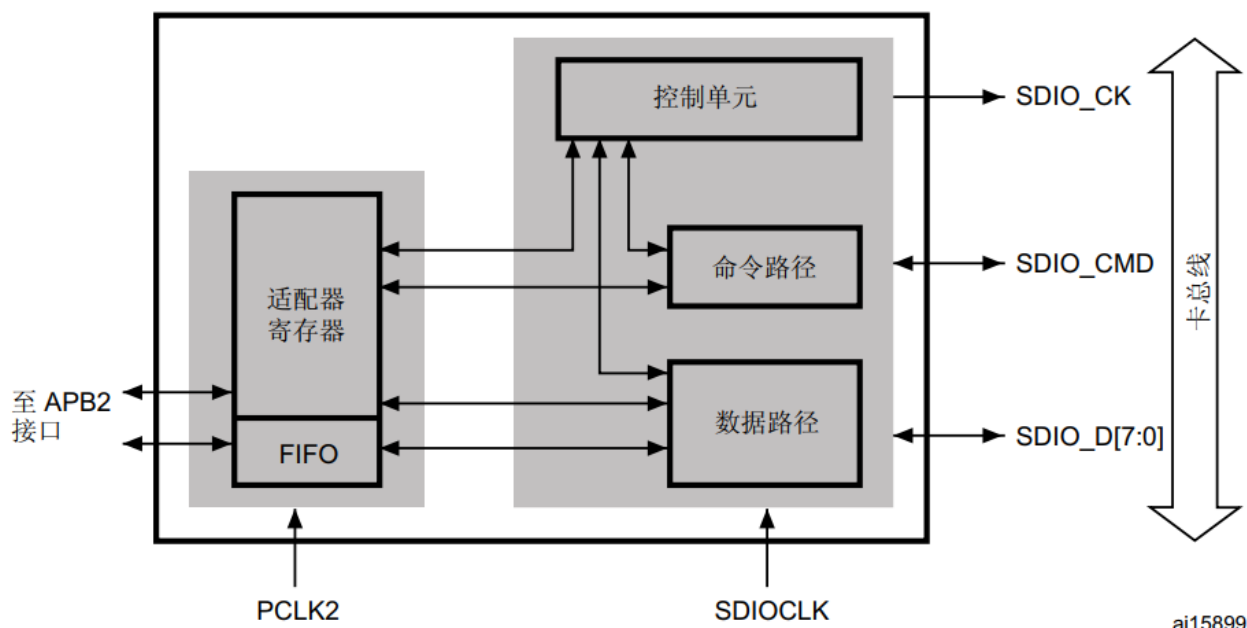 控制单元
SDIO_CK
命令路径
SDIO_CMD
适配器
寄存器
卡总线
至 APB2
接口
数据路径
SDIO_D[7:0]
FIFO
PCLK2
SDIOCLK
ai15899